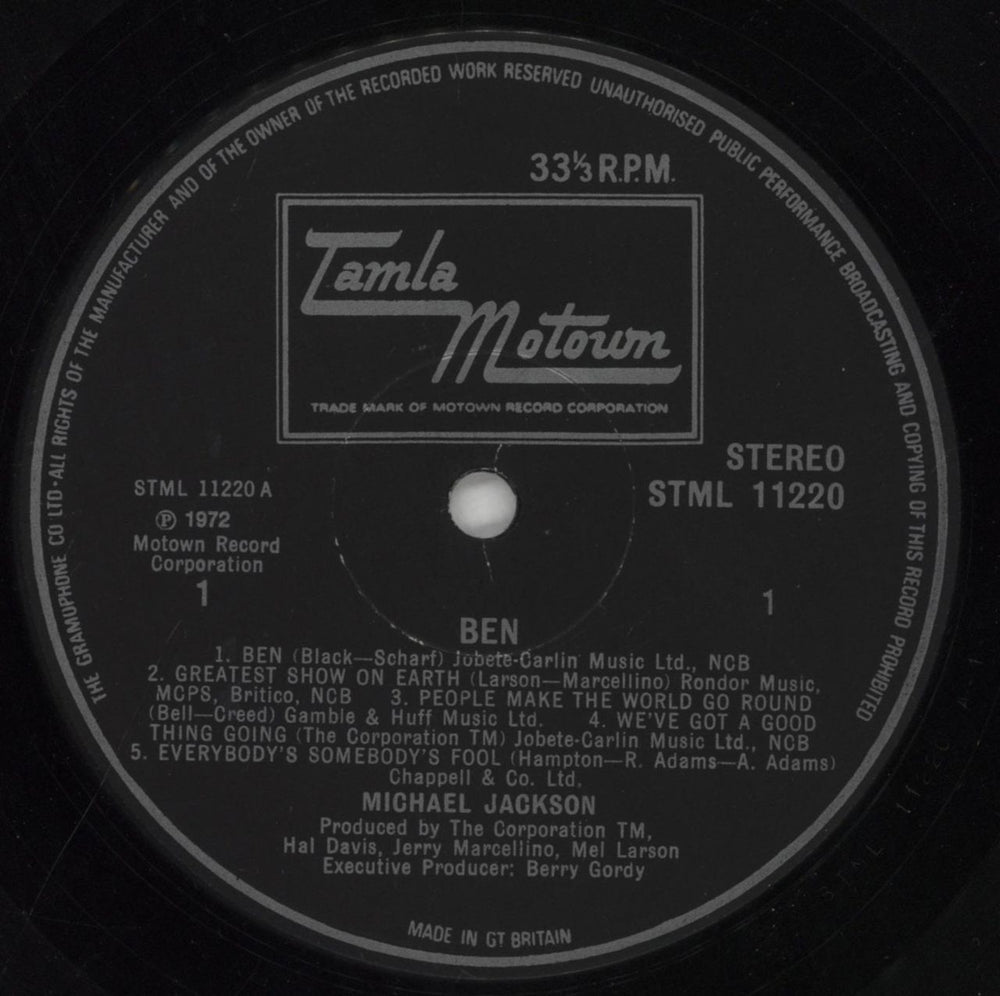 THE GRAMOPHONE CO LTD·ALL RIGHTS OF THE MANUFACTURER AND OF THE OWNER OF THE RECORDED WORK RESERVED UNAUTHORISED PUBLIC PERFORMANCE BROADCASTING AND COPYING OF THIS RECORD PROHIBITED
33⅓ R.P.M.
Tamla
Motown
TRADE MARK OF MOTOWN RECORD CORPORATION
STEREO
STML 11220
STML 11220 A
Ⓟ 1972
Motown Record
Corporation
1
1
BEN
1. BEN (Black—Scharf) Jobete-Carlin Music Ltd., NCB
2. GREATEST SHOW ON EARTH (Larson—Marcellino) Rondor Music,
MCPS, Britico, NCB 3. PEOPLE MAKE THE WORLD GO ROUND
(Bell—Creed) Gamble & Huff Music Ltd. 4. WE'VE GOT A GOOD
THING GOING (The Corporation TM) Jobete-Carlin Music Ltd., NCB
5. EVERYBODY'S SOMEBODY'S FOOL (Hampton—R. Adams—A. Adams)
Chappell & Co. Ltd.
MICHAEL JACKSON
Produced by The Corporation TM,
Hal Davis, Jerry Marcellino, Mel Larson
Executive Producer: Berry Gordy
MADE IN GT BRITAIN